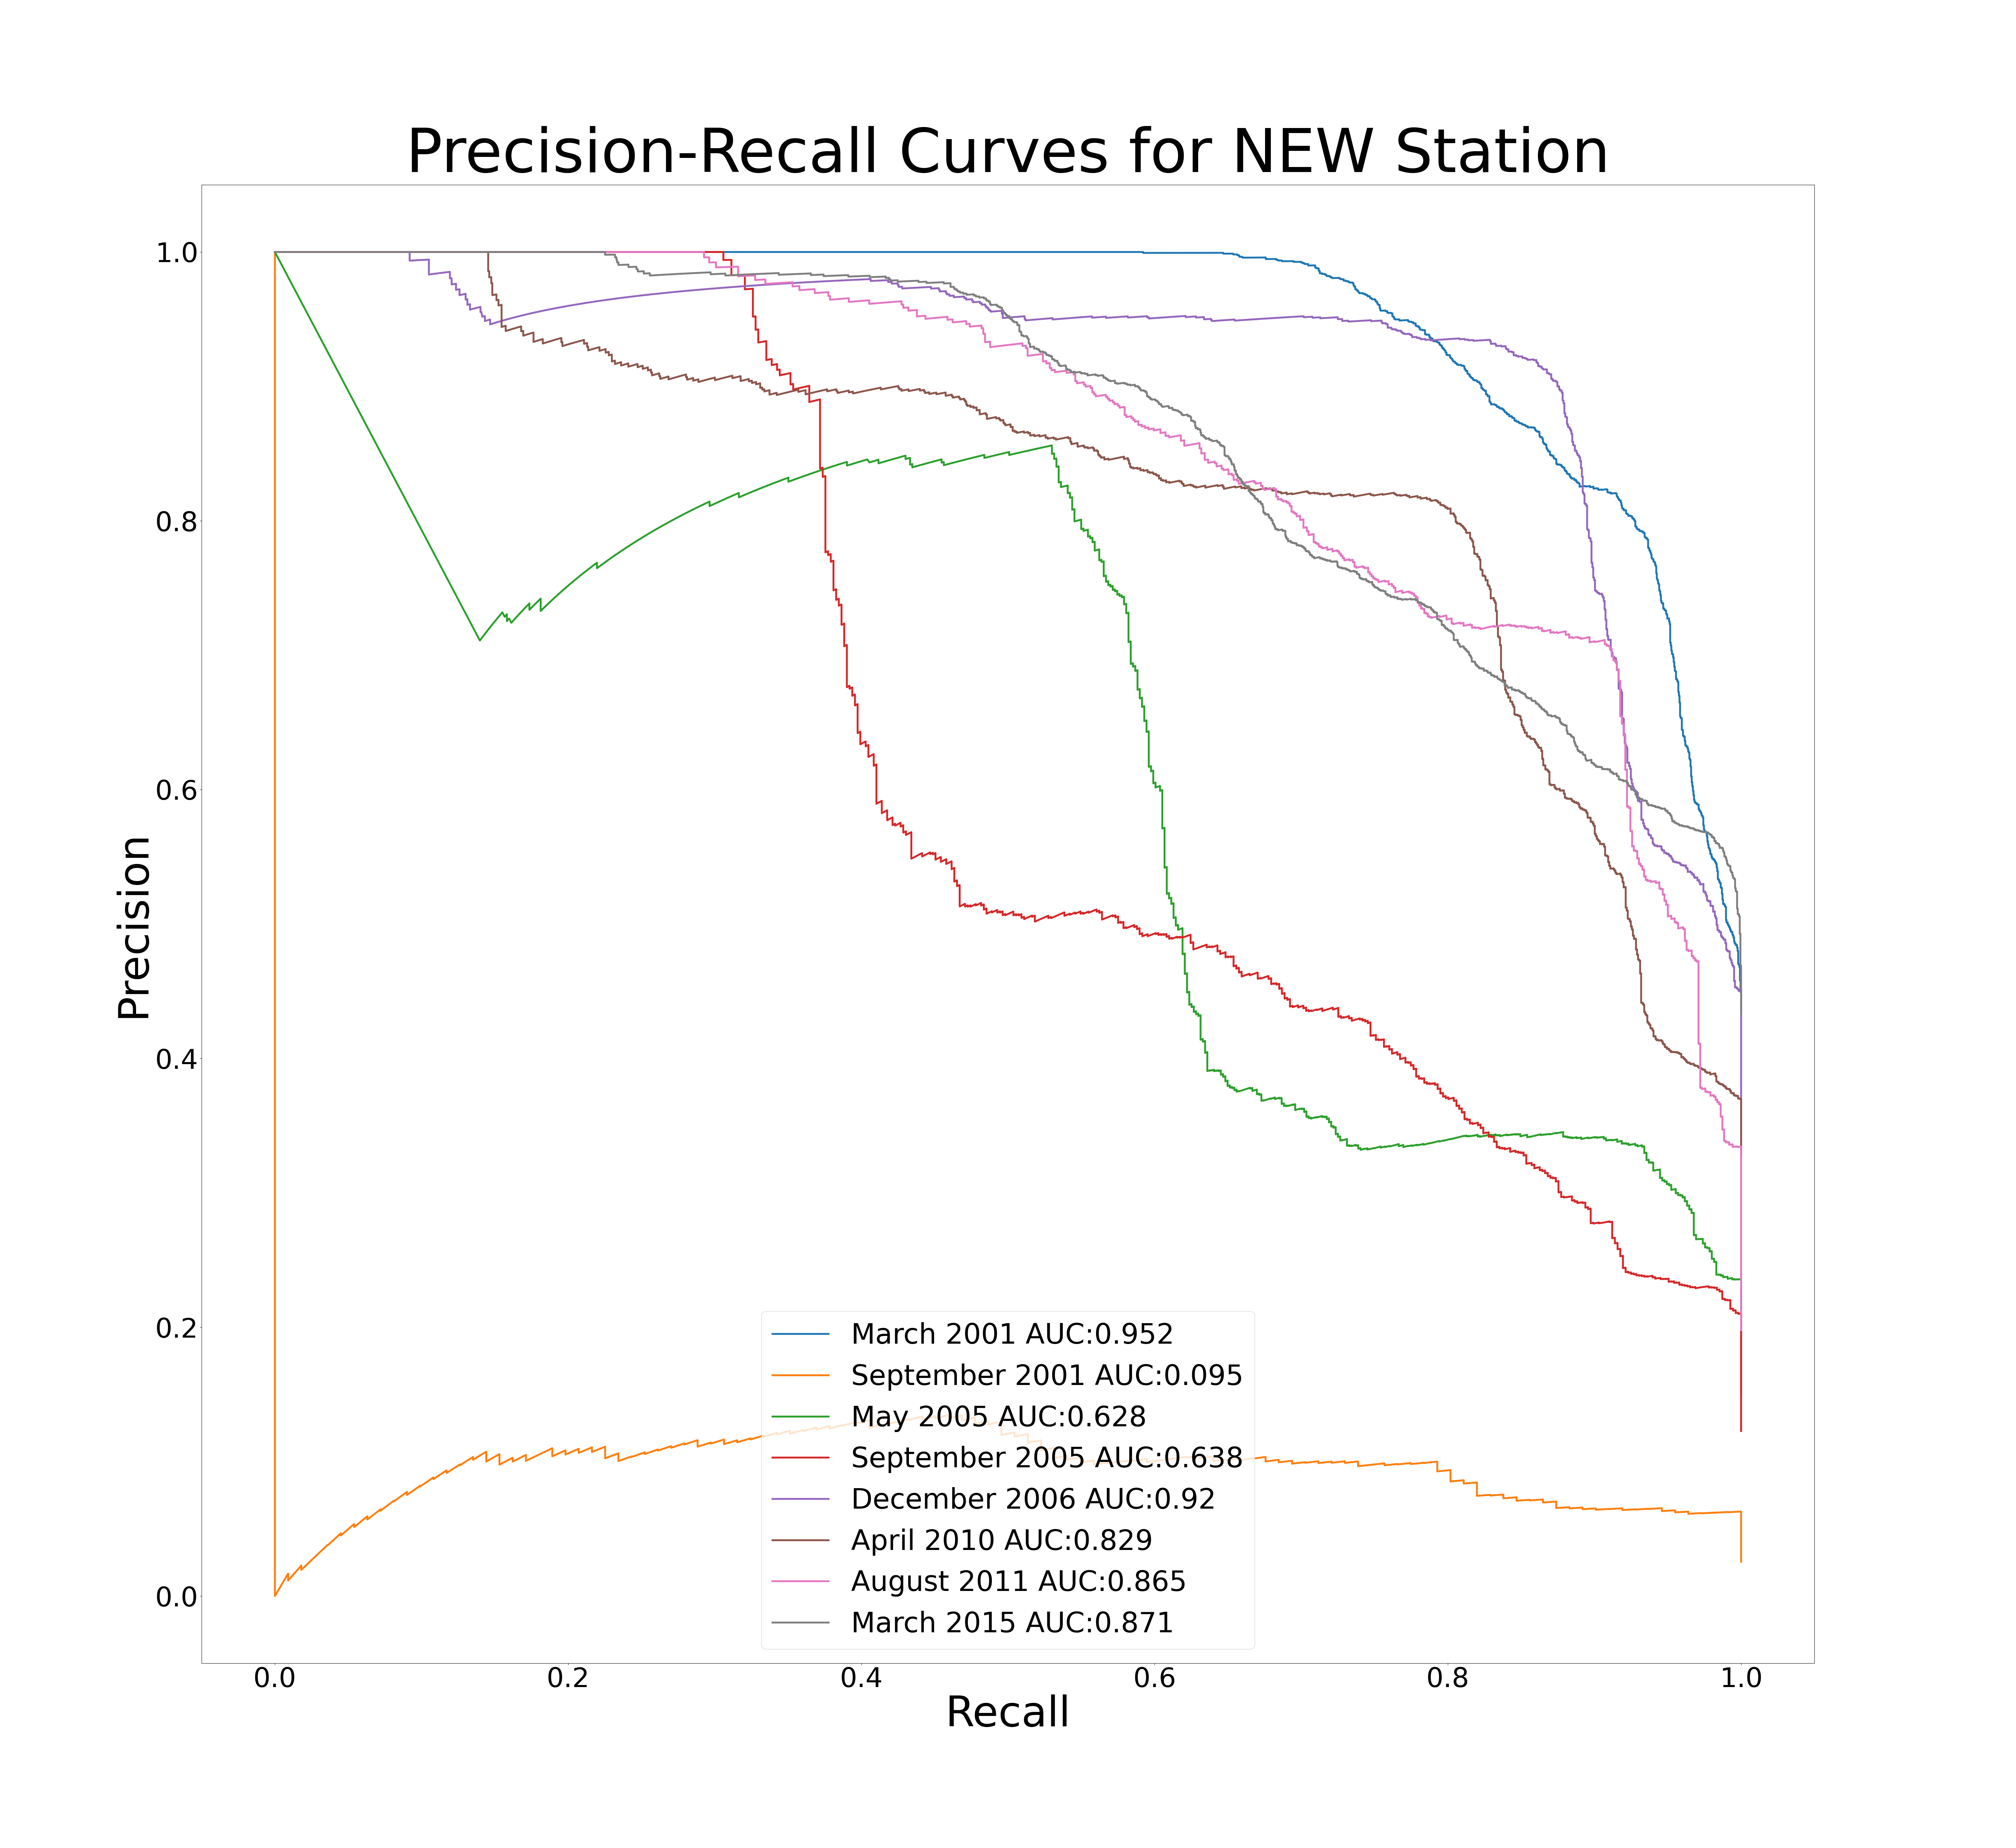 Precision-Recall Curves for NEW Station
1.0
0.8
0.6
0.4
0.2
0.0
Precision
March 2001 AUC:0.952
September 2001 AUC:0.095
May 2005 AUC:0.628
September 2005 AUC:0.638
December 2006 AUC:0.92
April 2010 AUC:0.829
August 2011 AUC:0.865
March 2015 AUC:0.871
0.0 0.2 0.4 0.6 0.8 1.0
Recall